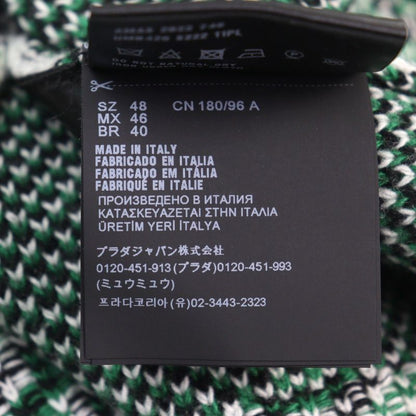 SZ 48 CN 180/96 A
MX 46
BR 40
MADE IN ITALY
FABRICADO EN ITALIA
FABRICADO EM ITÁLIA
FABRIQUÉ EN ITALIE
ПРОИЗВЕДЕНО В ИТАЛИЯ
ΚΑΤΑΣΚΕΥΑΖΕΤΑΙ ΣΤΗΝ ΙΤΑΛΙΑ
ÜRETİM YERİ İTALYA
プラダジャパン株式会社
0120-451-913(プラダ)0120-451-993
(ミュウミュウ)
프라다코리아 (유)02-3443-2323